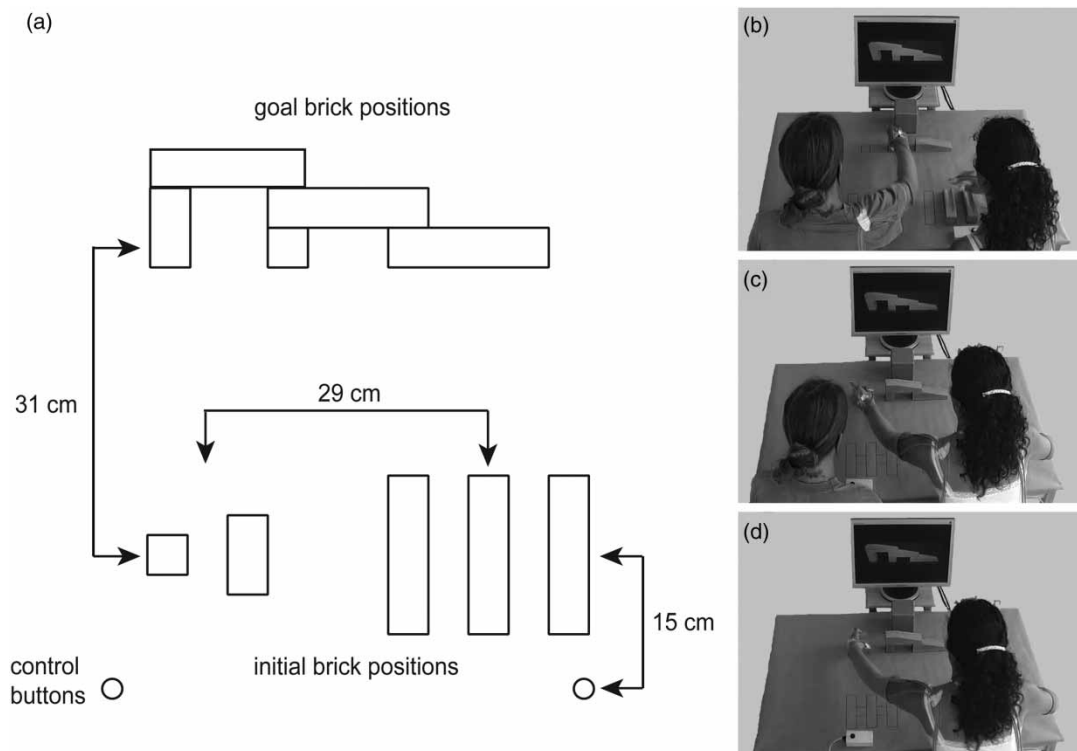 (a)
goal brick positions
31 cm
29 cm
15 cm
control
buttons
initial brick positions
(b)
(c)
(d)